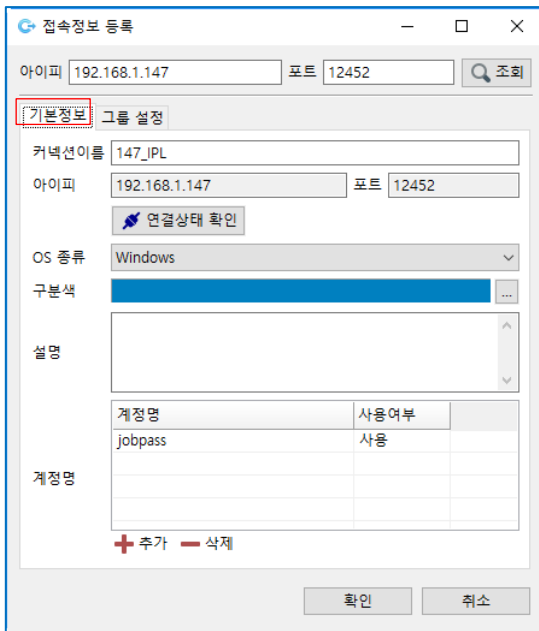 접속정보 등록
아이피 192.168.1.147 포트 12452 조회
기본정보 그룹 설정
커넥션이름 147_IPL
아이피 192.168.1.147 포트 12452
연결상태 확인
OS 종류 Windows
구분색 ...
설명
계정명 사용여부
jobpass 사용
계정명
추가 삭제
확인 취소